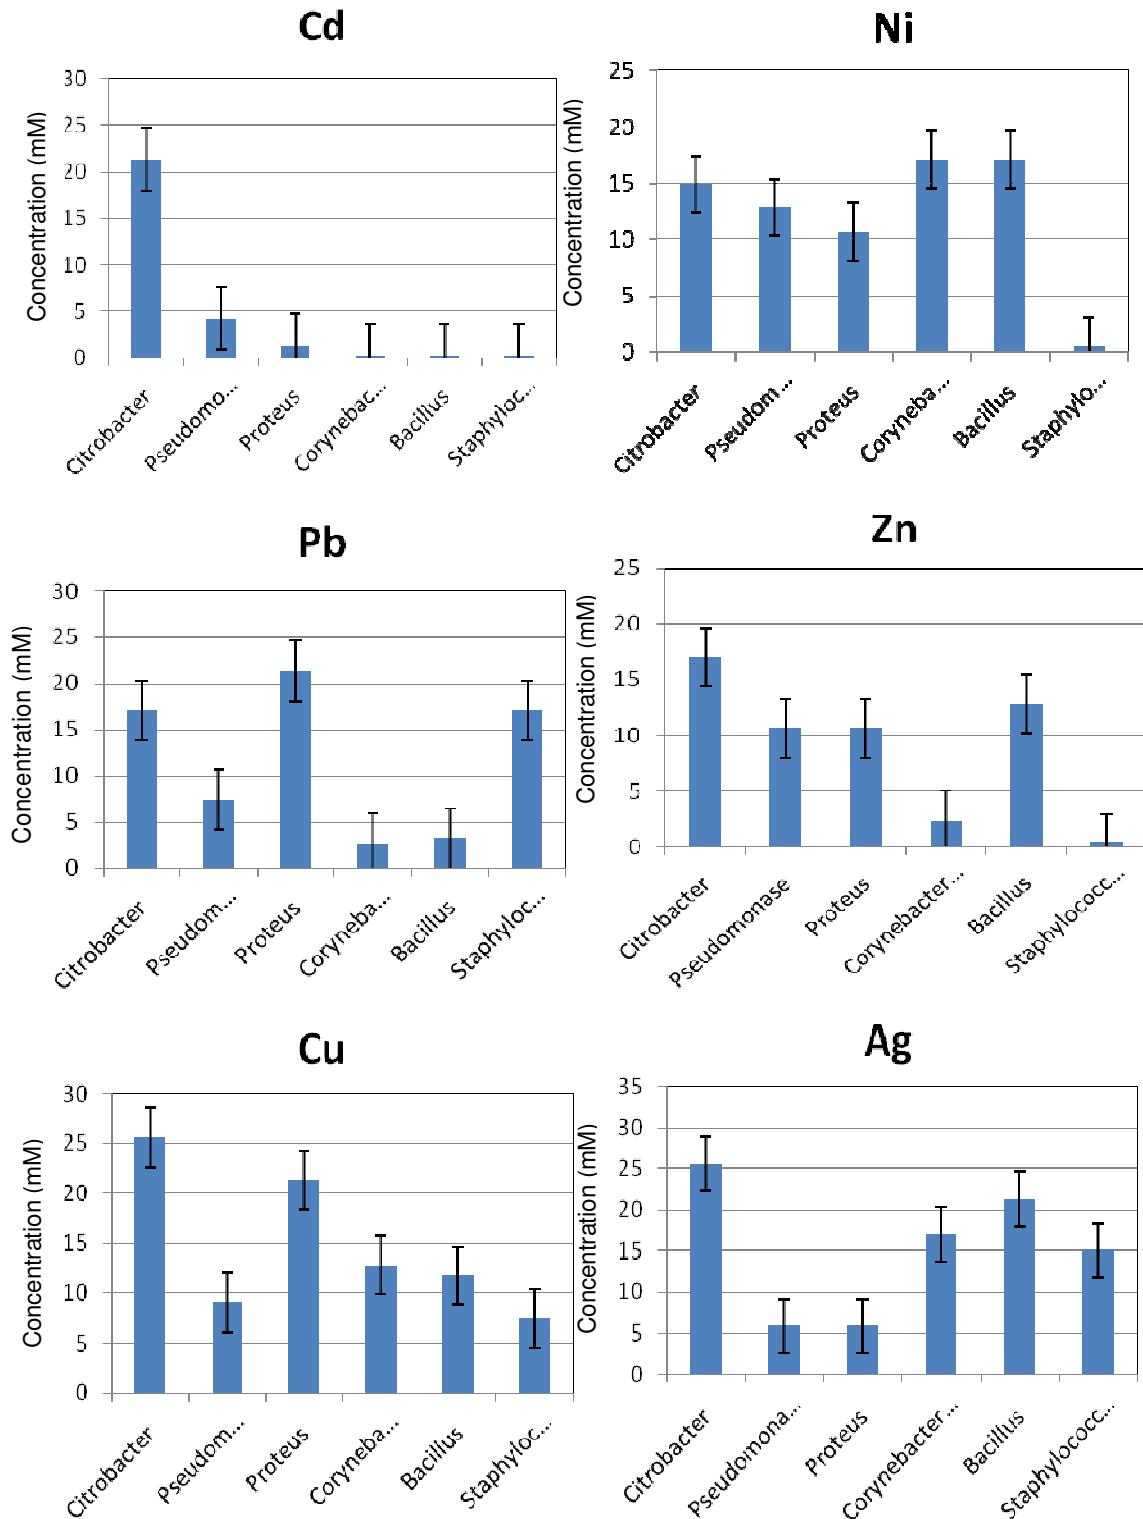 Cd
Concentration (mM)
30
25
20
15
10
5
0
Citrobacter
Pseudomo...
Proteus
Corynebac...
Bacillus
Staphyloc...
Ni
Concentration (mM)
25
20
15
10
5
0
Citrobacter
Pseudom...
Proteus
Coryneba...
Bacillus
Staphylo...
Pb
Concentration (mM)
30
25
20
15
10
5
0
Citrobacter
Pseudom...
Proteus
Coryneba...
Bacillus
Staphyloc...
Zn
Concentration (mM)
25
20
15
10
5
0
Citrobacter
Pseudomonase
Proteus
Corynebacter...
Bacillus
Staphylococc...
Cu
Concentration (mM)
30
25
20
15
10
5
0
Citrobacter
Pseudom...
Proteus
Coryneba...
Bacillus
Staphyloc...
Ag
Concentration (mM)
35
30
25
20
15
10
5
0
Citrobacter
Pseudomona...
Proteus
Corynebacter...
Bacillus
Staphylococc...